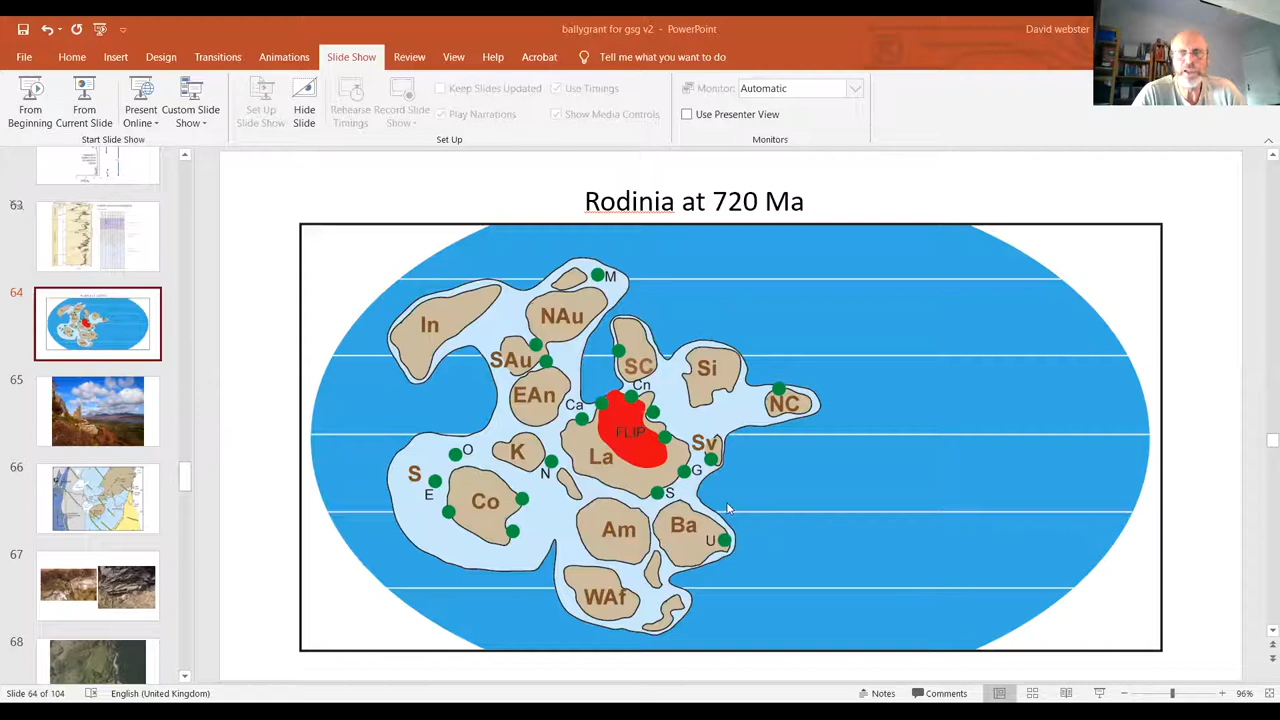 ballygrant for gsg v2 - PowerPoint
David webster
File Home Insert Design Transitions Animations Slide Show Review View Help Acrobat Tell me what you want to do
From Beginning
From Current Slide
Present Online
Custom Slide Show
Start Slide Show
Set Up Slide Show
Hide Slide
Rehearse Timings
Record Slide Show
Keep Slides Updated
Play Narrations
Use Timings
Show Media Controls
Set Up
Monitor: Automatic
Use Presenter View
Monitors
63
64
65
66
67
68
Rodinia at 720 Ma
M
In
NAu
SAu
SC
Si
EAn
Cn
NC
Ca
FLIP
Sv
O
K
La
S
N
G
E
Co
S
Am
Ba
U
WAf
Slide 64 of 104
English (United Kingdom)
Notes
Comments
96%